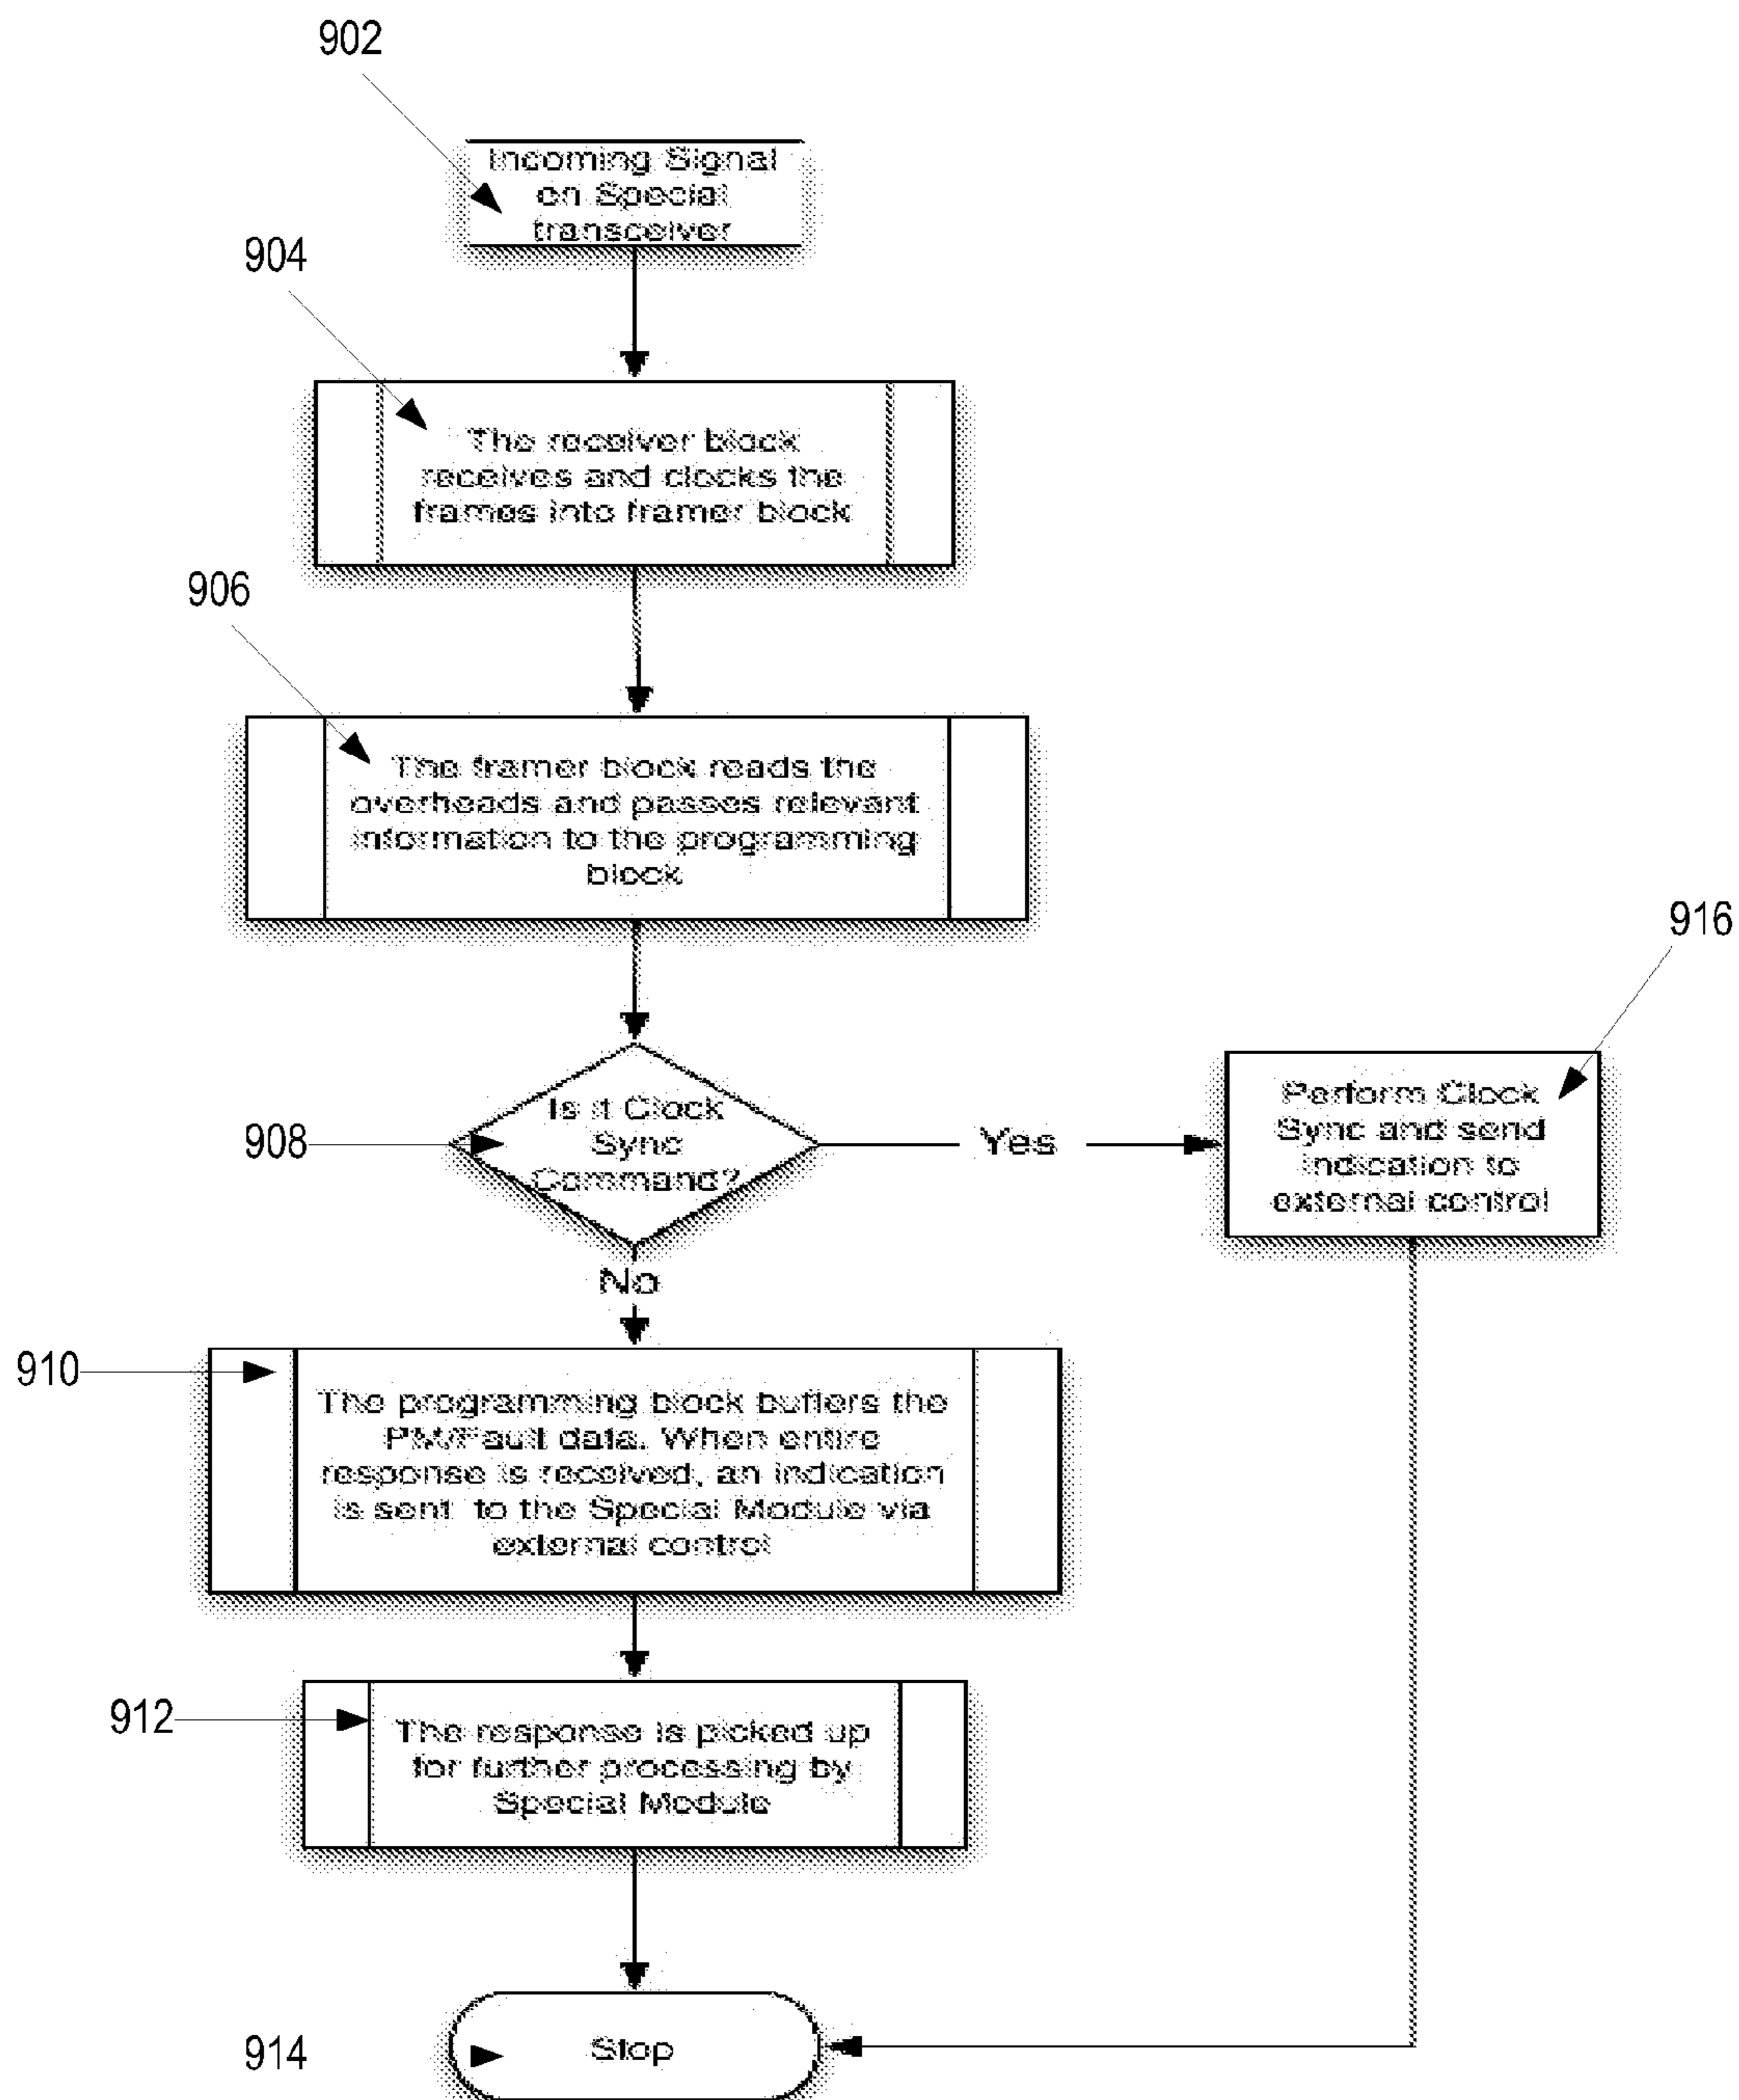 902
Incoming Signal
on Special
transceiver
904
The receiver block
receives and clocks the
frames into framer block
906
The framer block reads the
overheads and passes relevant
information to the programming
block
916
908
Is it Clock
Sync
Command?
Yes
Perform Clock
Sync and send
indication to
external control
No
910
The programming block buffers the
PM/Fault data. When entire
response is received, an indication
is sent to the Special Module via
external control
912
The response is picked up
for further processing by
Special Module
914
Stop